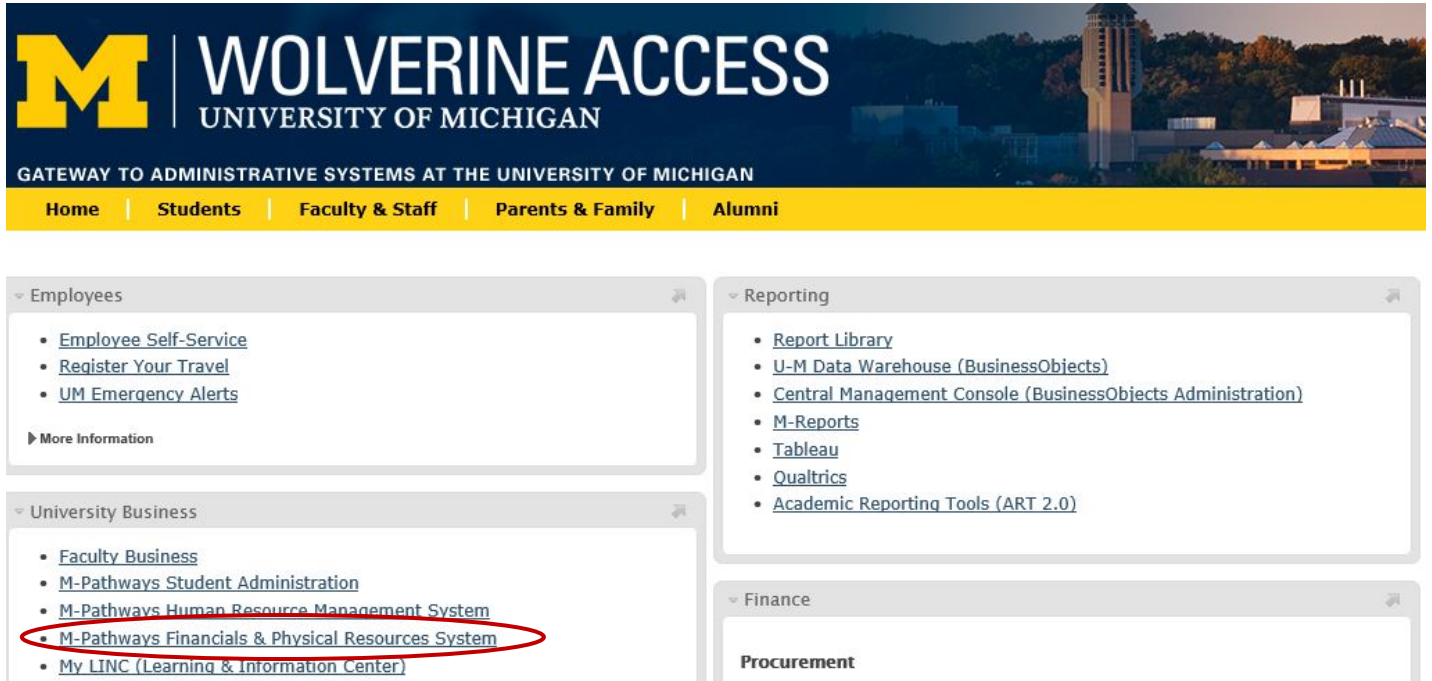 M
WOLVERINE ACCESS
UNIVERSITY OF MICHIGAN
GATEWAY TO ADMINISTRATIVE SYSTEMS AT THE UNIVERSITY OF MICHIGAN
Home Students Faculty & Staff Parents & Family Alumni
Employees
• Employee Self-Service
• Register Your Travel
• UM Emergency Alerts
More Information
University Business
• Faculty Business
• M-Pathways Student Administration
• M-Pathways Human Resource Management System
• M-Pathways Financials & Physical Resources System
• My LINC (Learning & Information Center)
Reporting
• Report Library
• U-M Data Warehouse (BusinessObjects)
• Central Management Console (BusinessObjects Administration)
• M-Reports
• Tableau
• Qualtrics
• Academic Reporting Tools (ART 2.0)
Finance
Procurement